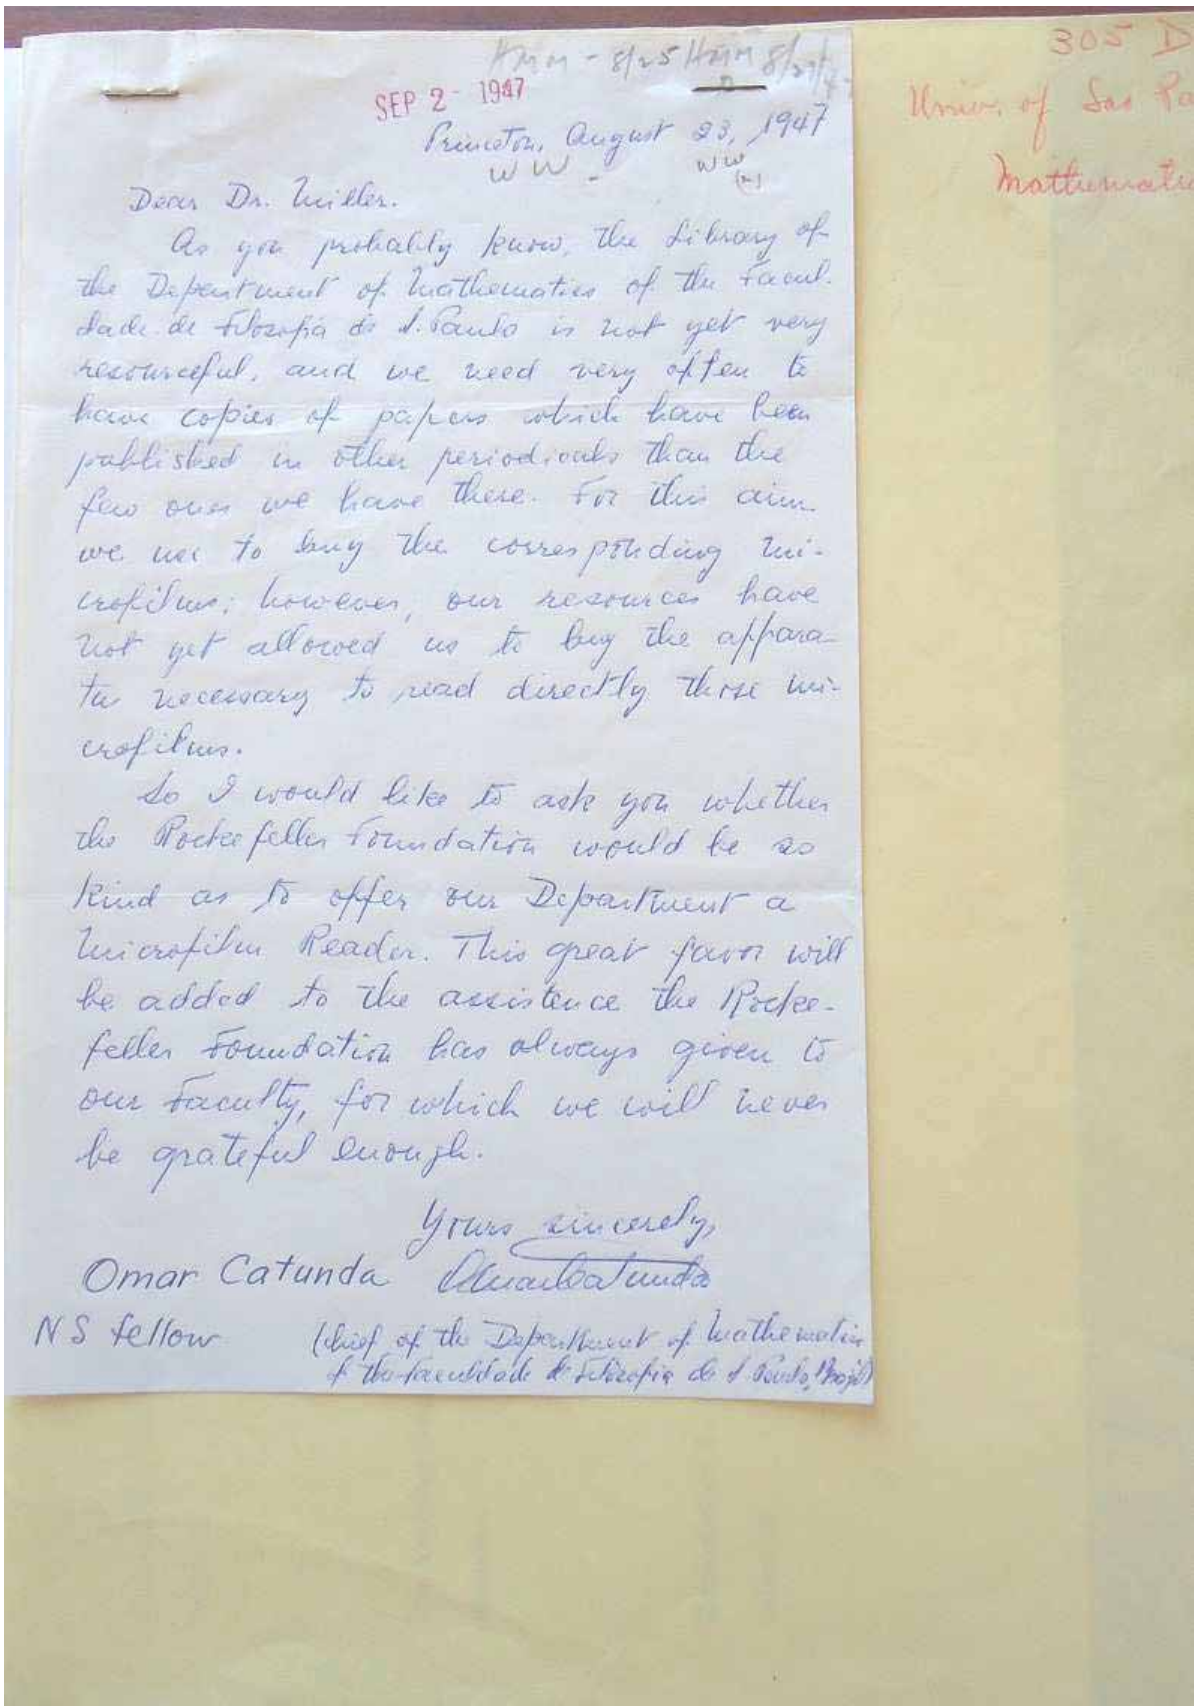 HMM - 8/25 HMM 8/27/47
305 D
SEP 2 - 1947
Univ. of Sao Pa
Princeton, August 23, 1947
WW WW
Mathematic
Dear Dr. Miller.
As you probably know, the Library of
the Department of Mathematics of the Facul-
dade de Filosofia de S. Paulo is not yet very
resourceful, and we need very often to
have copies of papers which have been
published in other periodicals than the
few ones we have there. For this aim
we use to buy the corresponding mi-
crofilms; however, our resources have
not yet allowed us to buy the appara-
tus necessary to read directly those mi-
crofilms.
So I would like to ask you whether
the Rockefeller Foundation would be so
kind as to offer our Department a
Microfilm Reader. This great favor will
be added to the assistence the Rocke-
feller Foundation has always given to
our Faculty, for which we will never
be grateful enough.
Yours sincerely,
Omar Catunda Omar Catunda
NS fellow (chief of the Department of Mathematics
of the Faculdade de Filosofia de S. Paulo, Brazil)